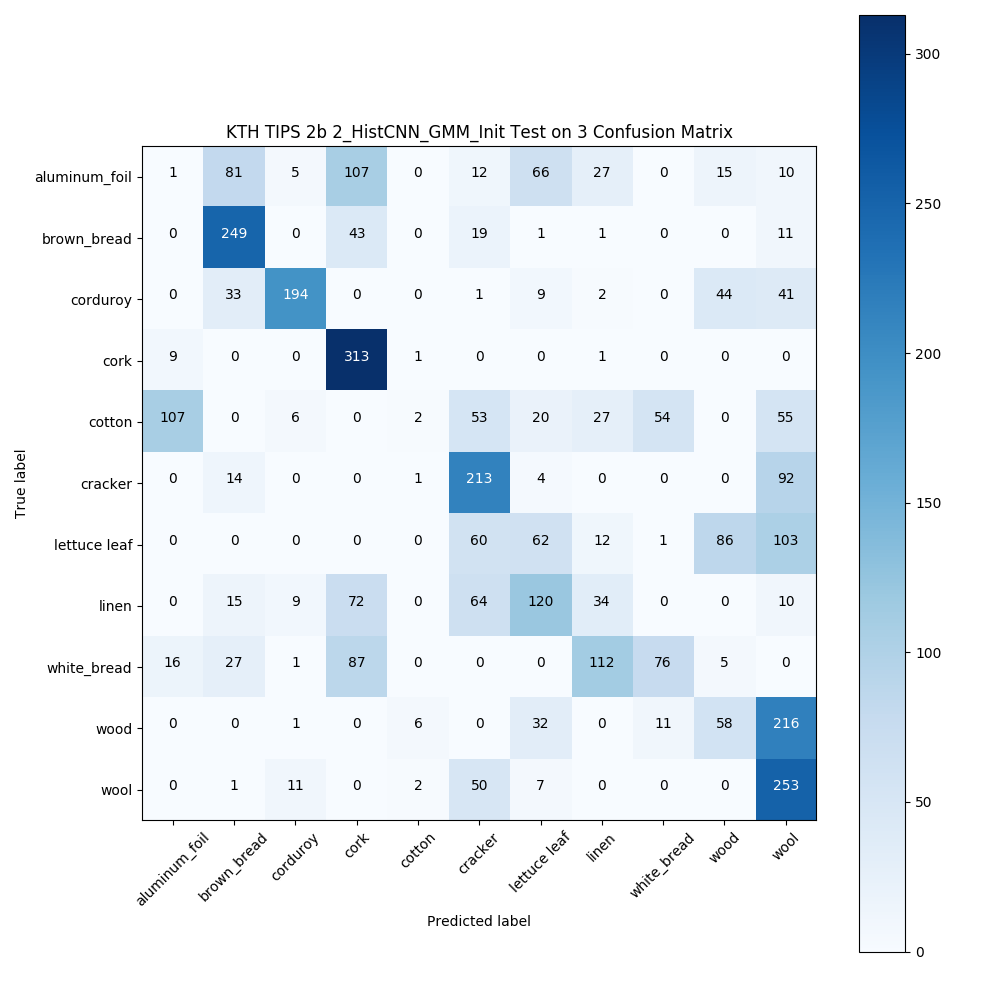 KTH TIPS 2b 2_HistCNN_GMM_Init Test on 3 Confusion Matrix
aluminum_foil 1 81 5 107 0 12 66 27 0 15 10
brown_bread 0 249 0 43 0 19 1 1 0 0 11
corduroy 0 33 194 0 0 1 9 2 0 44 41
cork 9 0 0 313 1 0 0 1 0 0 0
cotton 107 0 6 0 2 53 20 27 54 0 55
cracker 0 14 0 0 1 213 4 0 0 0 92
lettuce leaf 0 0 0 0 0 60 62 12 1 86 103
linen 0 15 9 72 0 64 120 34 0 0 10
white_bread 16 27 1 87 0 0 0 112 76 5 0
wood 0 0 1 0 6 0 32 0 11 58 216
wool 0 1 11 0 2 50 7 0 0 0 253
aluminum_foil brown_bread corduroy cork cotton cracker lettuce leaf linen white_bread wood wool
Predicted label
True label
300
250
200
150
100
50
0